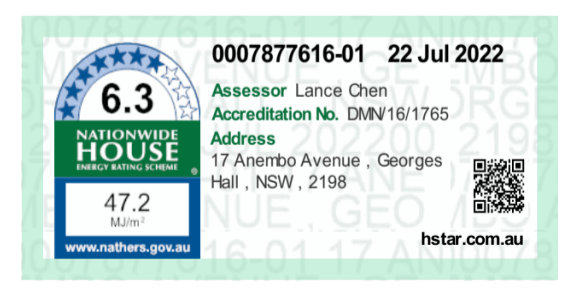 0007877616-01 22 Jul 2022
6.3
NATIONWIDE
HOUSE
ENERGY RATING SCHEME
®
47.2
MJ/m²
www.nathers.gov.au
Assessor Lance Chen
Accreditation No. DMN/16/1765
Address
17 Anembo Avenue , Georges
Hall , NSW , 2198
hstar.com.au